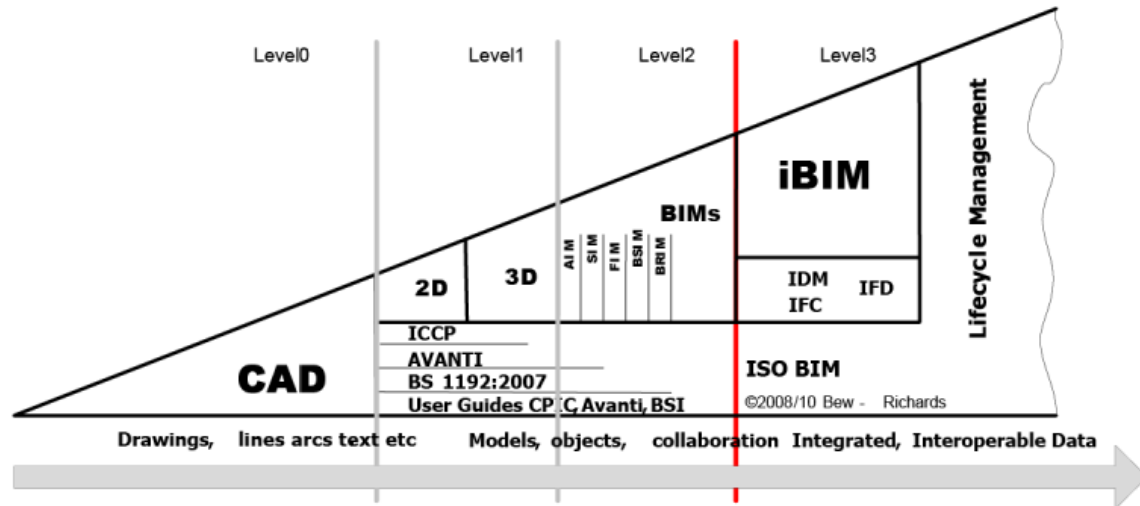 Level0
Level1
Level2
Level3
iBIM
BIMs
Lifecycle Management
AIM
SIM
FIM
BSIM
BRIM
2D
3D
IDM
IFD
IFC
ICCP
AVANTI
CAD
BS 1192:2007
ISO BIM
User Guides CPIC, Avanti, BSI
©2008/10 Bew - Richards
Drawings, lines arcs text etc
Models, objects, collaboration
Integrated, Interoperable Data